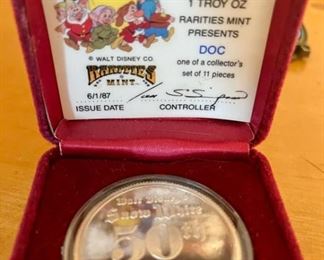 1 TROY OZ
RARITIES MINT
PRESENTS
DOC
one of a collector's
set of 11 pieces
© WALT DISNEY CO.
RARITIES
MINT
6/1/87
ISSUE DATE
CONTROLLER
Walt Disney's
Snow White
50th